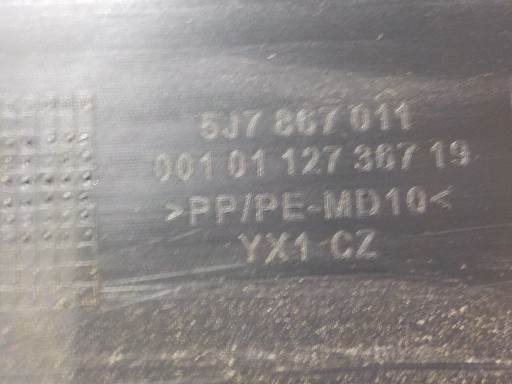 5J7 867 011
001 01 127 367 19
>PP/PE-MD10<
YX1 CZ